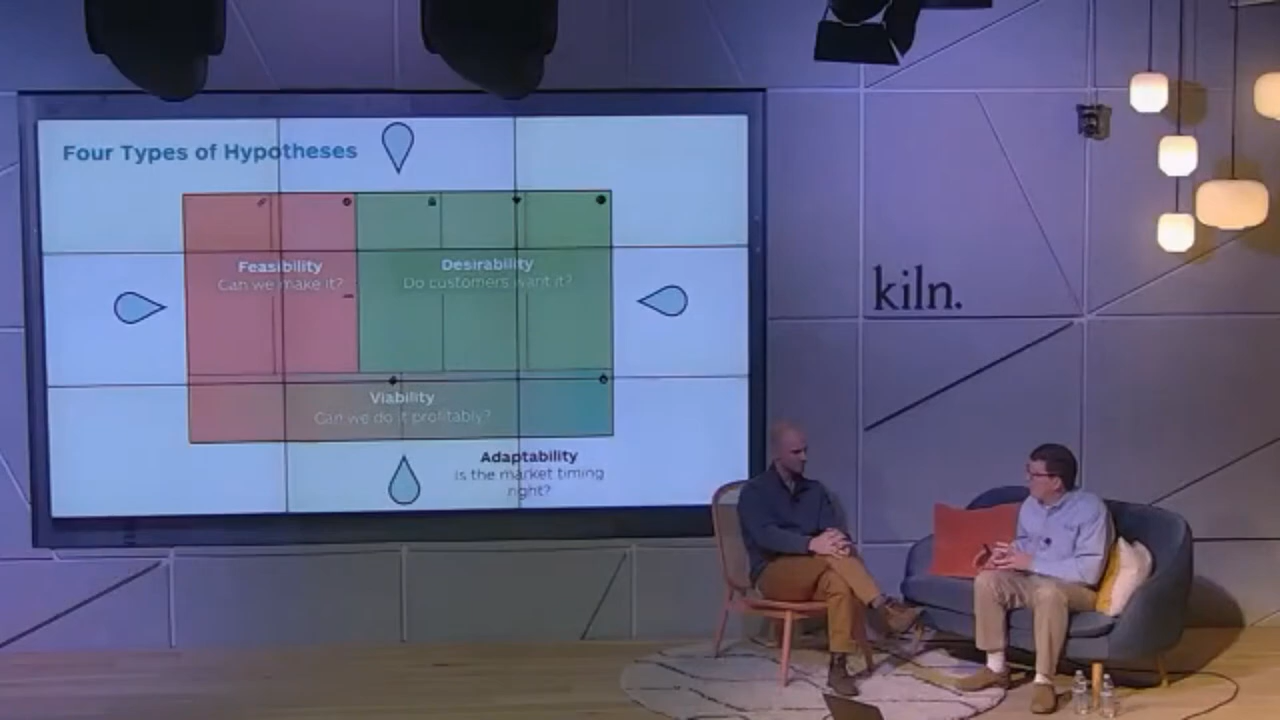 Four Types of Hypotheses
Feasibility
Can we make it?
Desirability
Do customers want it?
Viability
Can we do it profitably?
Adaptability
Is the market timing
right?
kiln.